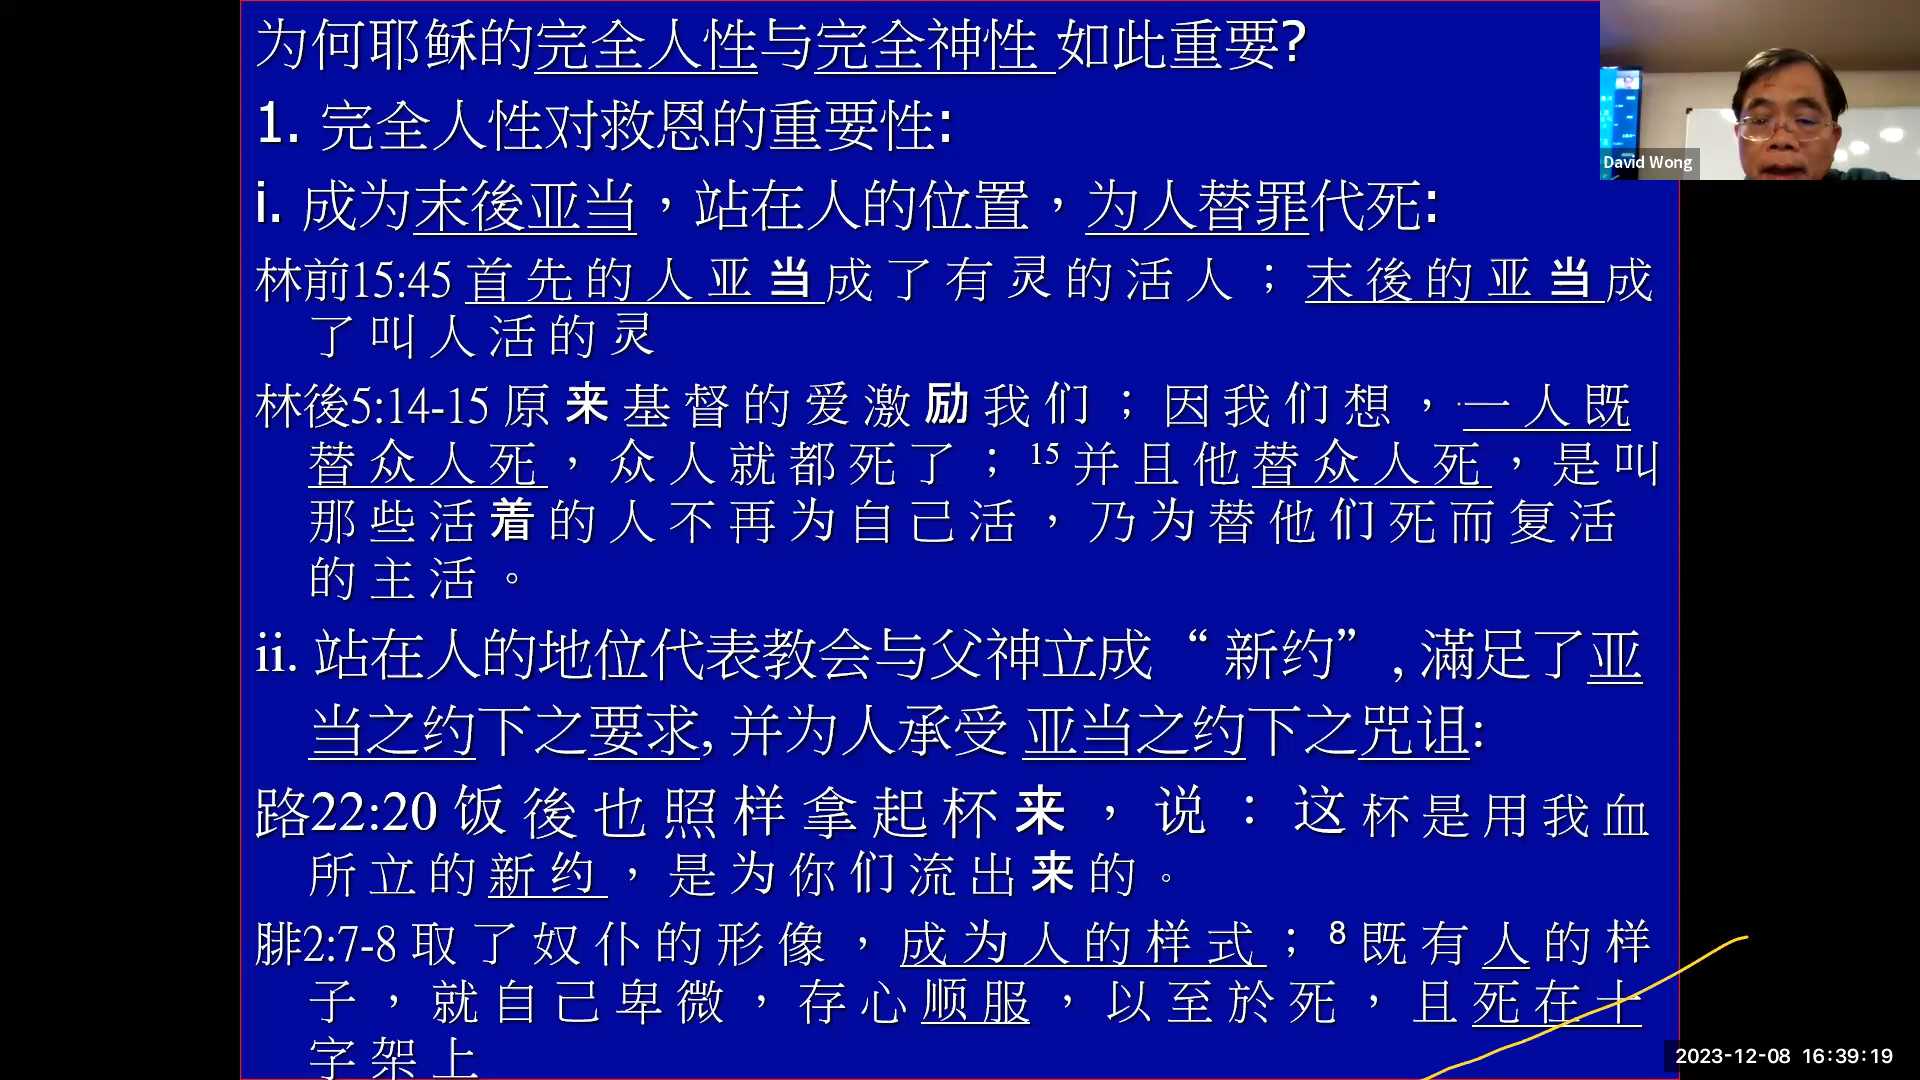 为何耶稣的完全人性与完全神性 如此重要?
1. 完全人性对救恩的重要性:
i. 成为末後亚当，站在人的位置，为人替罪代死:
林前15:45 首先的人亚当成了有灵的活人；末後的亚当成
了叫人活的灵
林後5:14-15 原来基督的爱激励我们；因我们想，一人既
替众人死，众人就都死了；15 并且他替众人死，是叫
那些活着的人不再为自己活，乃为替他们死而复活
的主活。
ii. 站在人的地位代表教会与父神立成“新约”, 滿足了亚
当之约下之要求, 并为人承受 亚当之约下之咒诅:
路22:20 饭後也照样拿起杯来，说：这杯是用我血
所立的新约，是为你们流出来的。
腓2:7-8 取了奴仆的形像，成为人的样式；8 既有人的样
子，就自己卑微，存心顺服，以至於死，且死在十
字架上
David Wong
2023-12-08 16:39:19